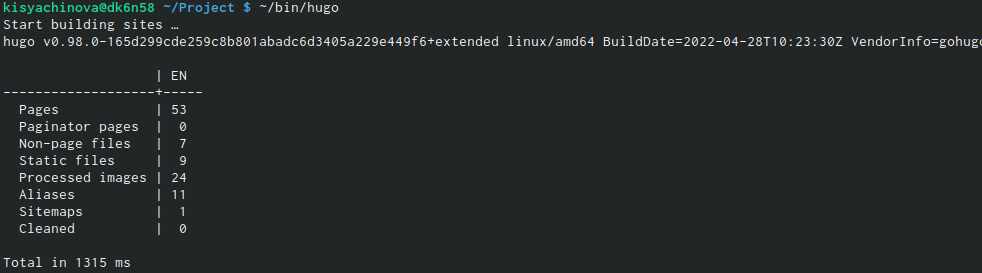 kisyachinova@dk6n58 ~/Project $ ~/bin/hugo
Start building sites …
hugo v0.98.0-165d299cde259c8b801abadc6d3405a229e449f6+extended linux/amd64 BuildDate=2022-04-28T10:23:30Z VendorInfo=gohugo
                   | EN
-------------------+-----
  Pages            | 53
  Paginator pages  |  0
  Non-page files   |  7
  Static files     |  9
  Processed images | 24
  Aliases          | 11
  Sitemaps         |  1
  Cleaned          |  0
Total in 1315 ms